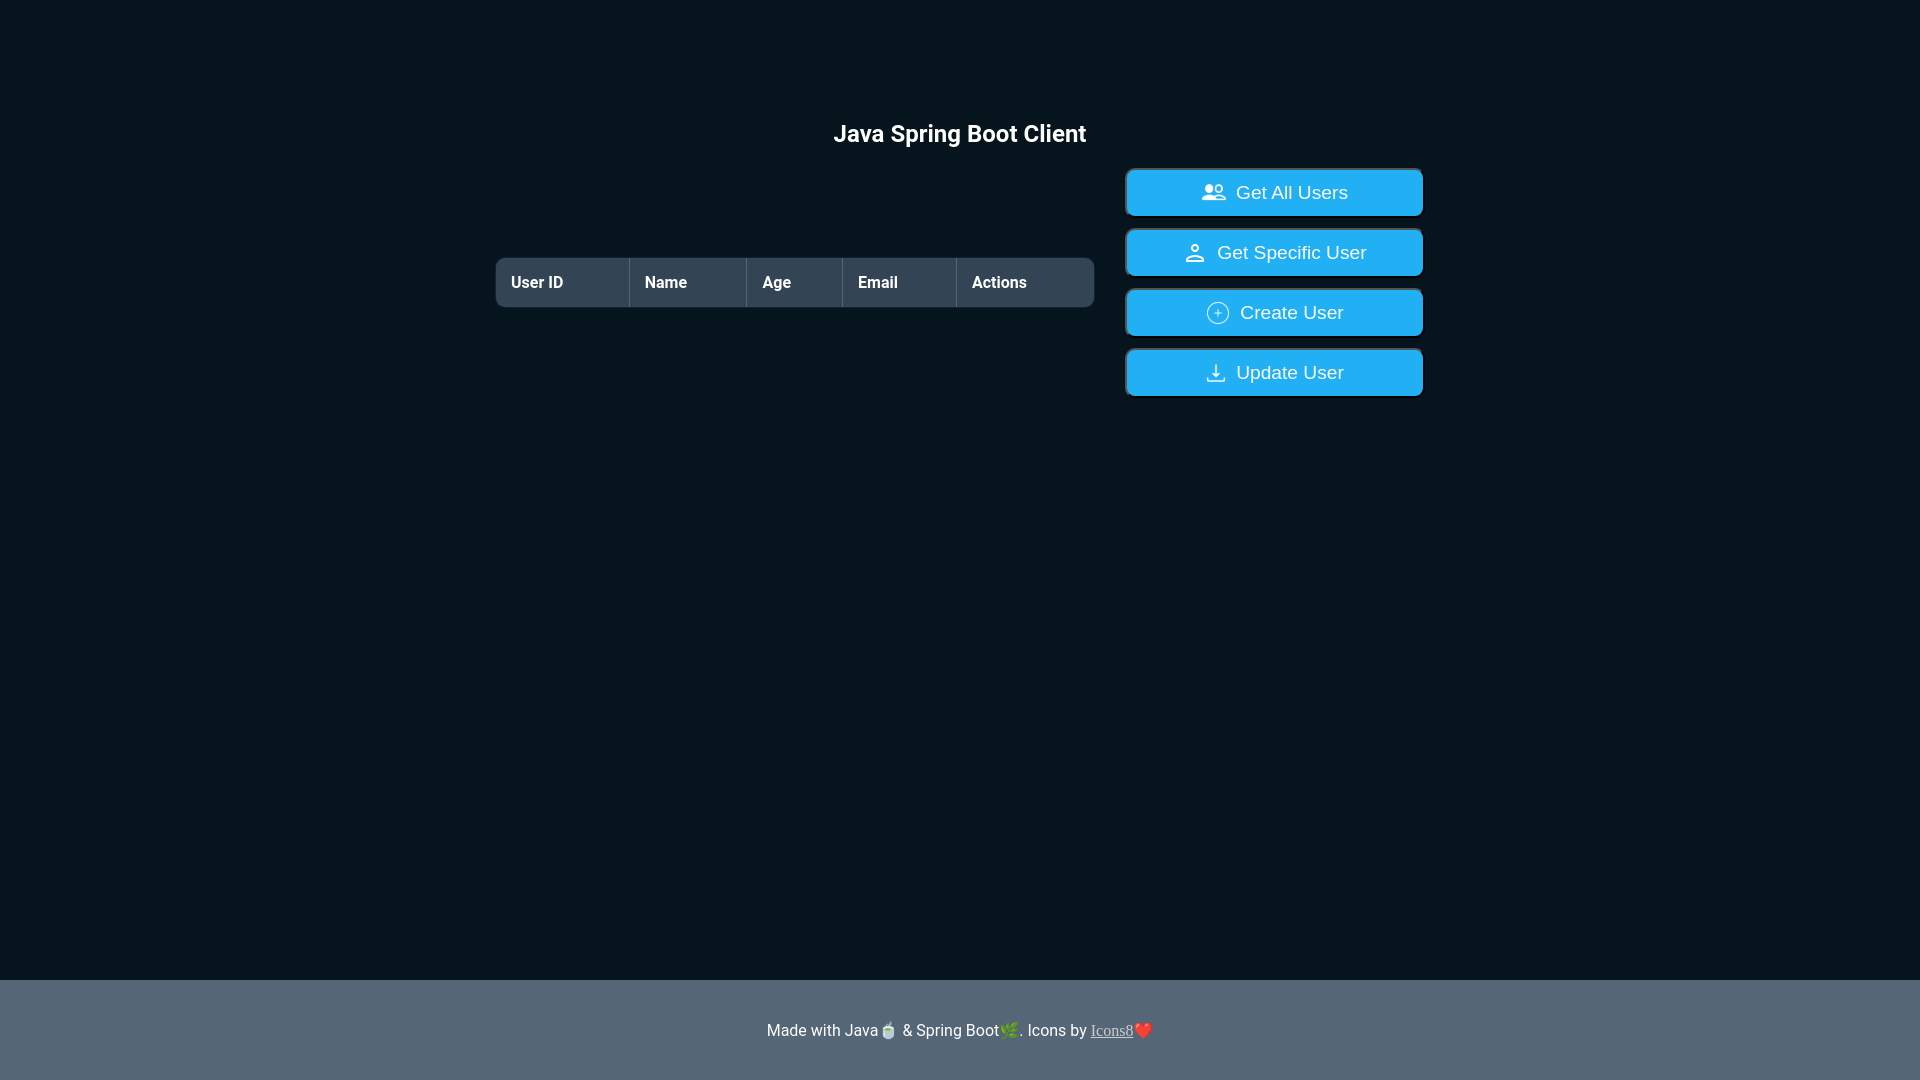 Java Spring Boot Client
Get All Users
Get Specific User
User ID Name Age Email Actions
Create User
Update User
Made with Java🍵 & Spring Boot🌿. Icons by Icons8❤️